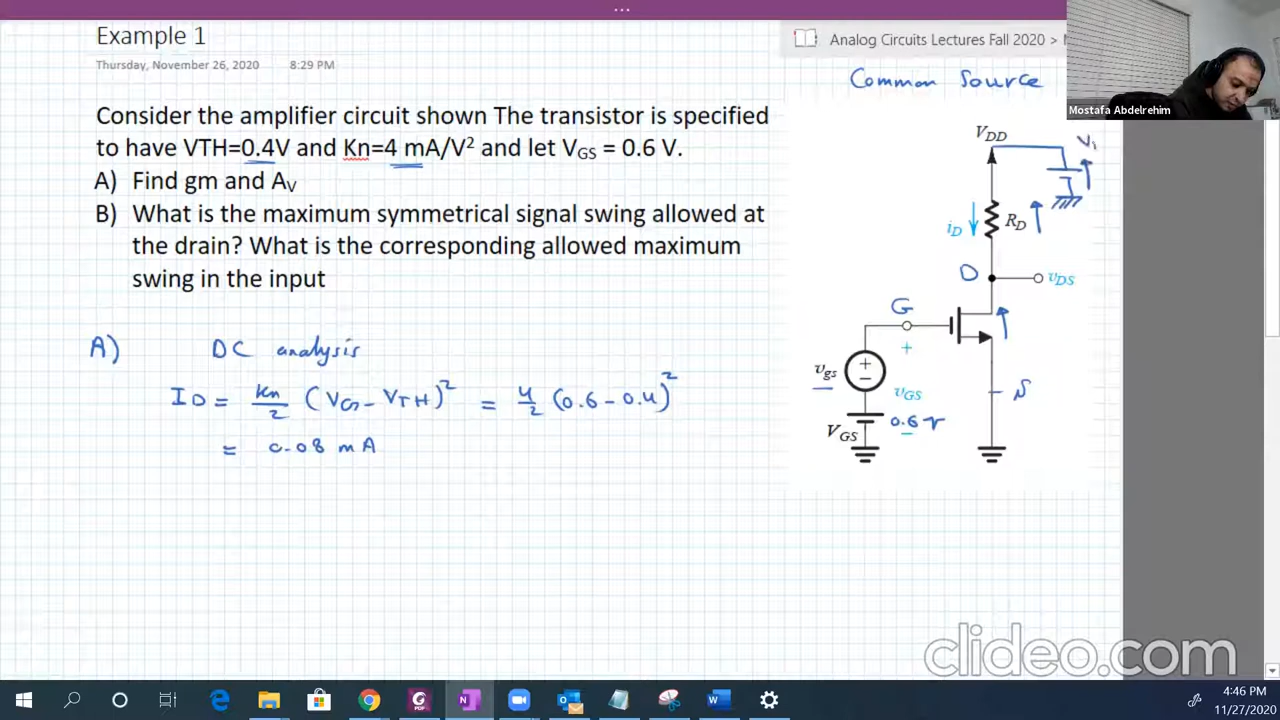 Example 1
Thursday, November 26, 2020 8:29 PM
Analog Circuits Lectures Fall 2020 >
Common Source
Mostafa Abdelrehim
Consider the amplifier circuit shown The transistor is specified
to have VTH=0.4V and Kn=4 mA/V² and let VGS = 0.6 V.
A) Find gm and AV
B) What is the maximum symmetrical signal swing allowed at
the drain? What is the corresponding allowed maximum
swing in the input
VDD
iD
RD
D
vDS
G
+
+
−
vgs
vGS
VGS
0.6 V
S
A) DC analysis
ID = Kn/2 (VGS - VTH)² = 4/2 (0.6 - 0.4)²
= 0.08 mA
clideo.com
4:46 PM
11/27/2020